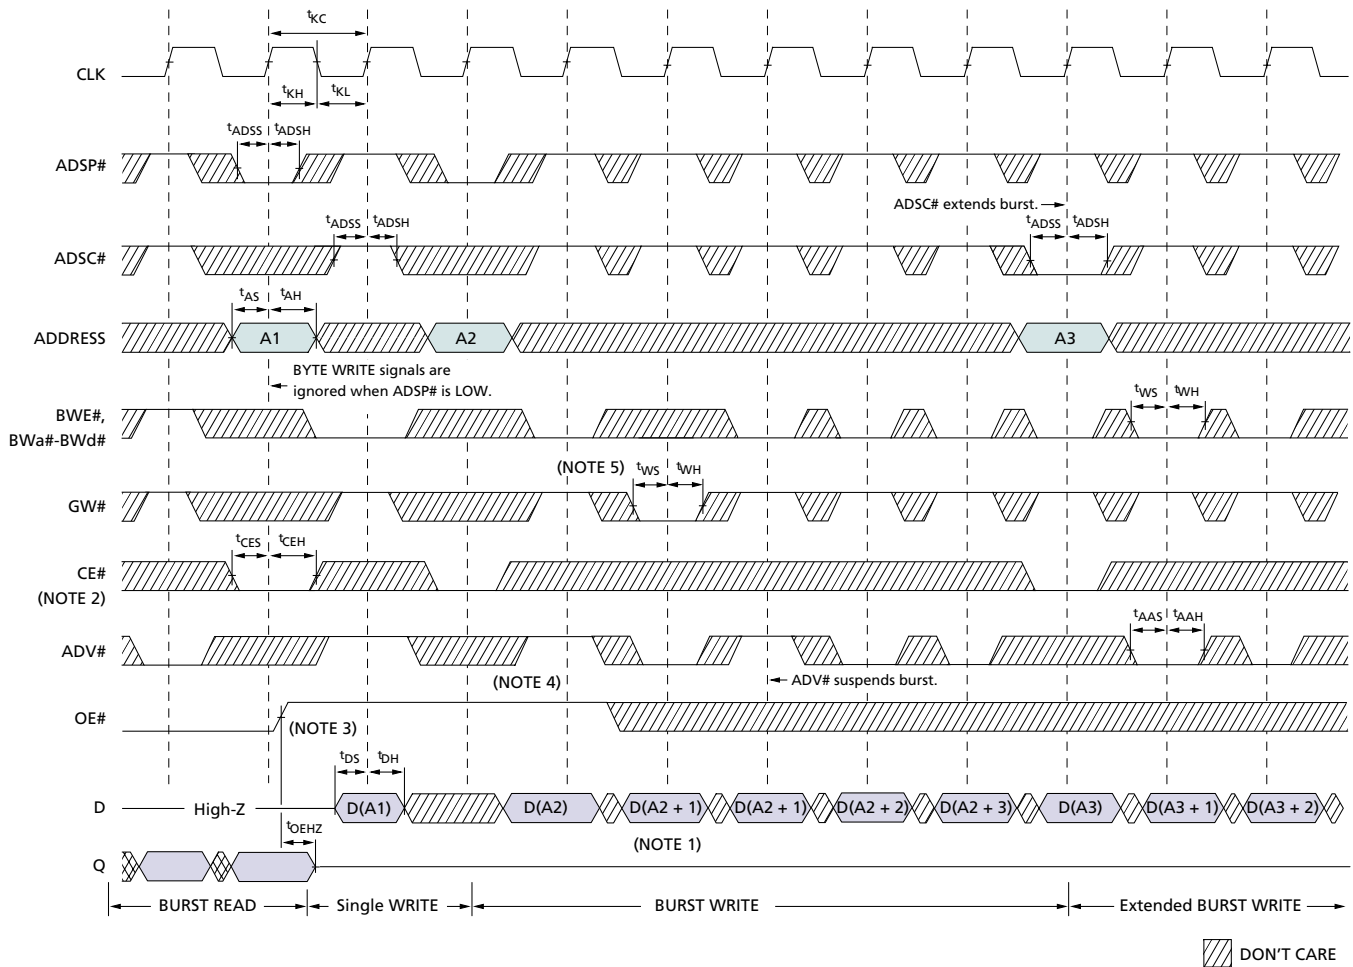 tKC
CLK
tKH
tKL
tADSS
tADSH
ADSP#
ADSC# extends burst.
tADSS
tADSH
tADSS
tADSH
ADSC#
tAS
tAH
ADDRESS
A1
A2
A3
BYTE WRITE signals are
ignored when ADSP# is LOW.
tWS
tWH
BWE#,
BWa#-BWd#
(NOTE 5)
tWS
tWH
GW#
tCES
tCEH
CE#
(NOTE 2)
tAAS
tAAH
ADV#
(NOTE 4)
ADV# suspends burst.
OE#
(NOTE 3)
tDS
tDH
D
High-Z
D(A1)
D(A2)
D(A2 + 1)
D(A2 + 1)
D(A2 + 2)
D(A2 + 3)
D(A3)
D(A3 + 1)
D(A3 + 2)
tOEHZ
(NOTE 1)
Q
BURST READ
Single WRITE
BURST WRITE
Extended BURST WRITE
DON'T CARE